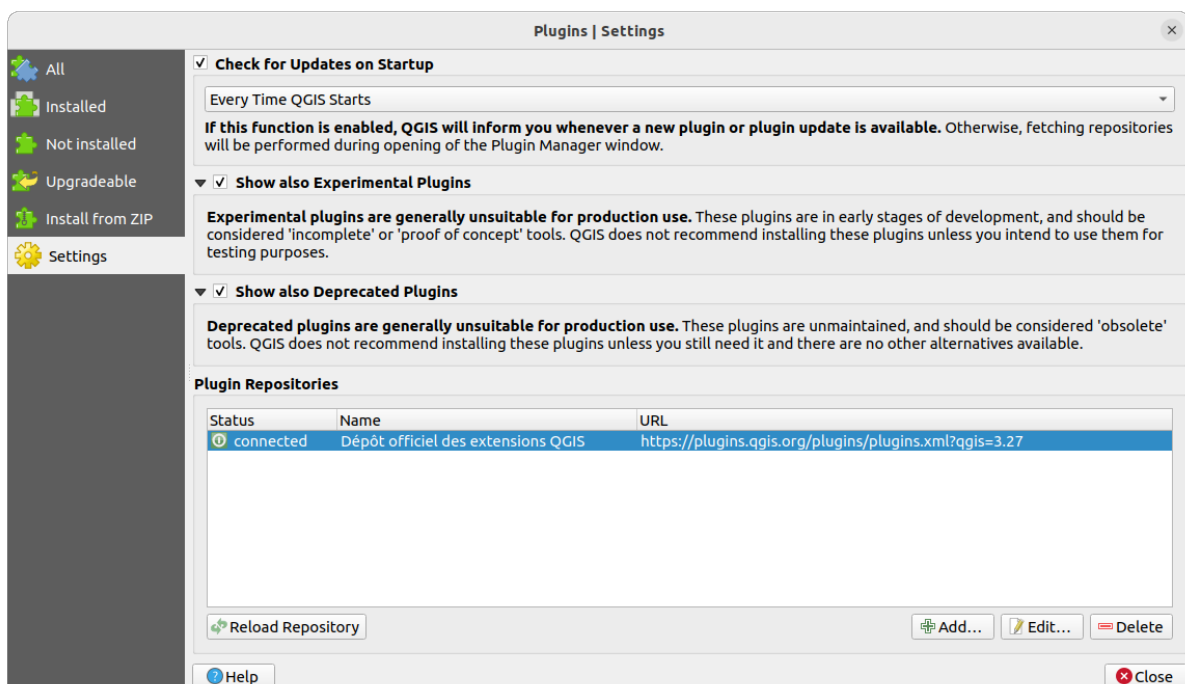 Plugins | Settings
All
Installed
Not installed
Upgradeable
Install from ZIP
Settings
Check for Updates on Startup
Every Time QGIS Starts
If this function is enabled, QGIS will inform you whenever a new plugin or plugin update is available. Otherwise, fetching repositories
will be performed during opening of the Plugin Manager window.
Show also Experimental Plugins
Experimental plugins are generally unsuitable for production use. These plugins are in early stages of development, and should be
considered 'incomplete' or 'proof of concept' tools. QGIS does not recommend installing these plugins unless you intend to use them for
testing purposes.
Show also Deprecated Plugins
Deprecated plugins are generally unsuitable for production use. These plugins are unmaintained, and should be considered 'obsolete'
tools. QGIS does not recommend installing these plugins unless you still need it and there are no other alternatives available.
Plugin Repositories
Status Name URL
connected Dépôt officiel des extensions QGIS https://plugins.qgis.org/plugins/plugins.xml?qgis=3.27
Reload Repository Add... Edit... Delete
Help Close